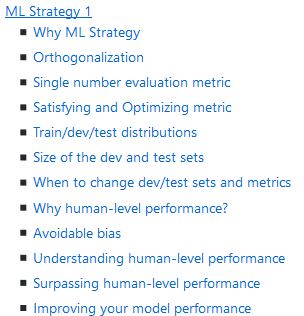 ML Strategy 1
Why ML Strategy
Orthogonalization
Single number evaluation metric
Satisfying and Optimizing metric
Train/dev/test distributions
Size of the dev and test sets
When to change dev/test sets and metrics
Why human-level performance?
Avoidable bias
Understanding human-level performance
Surpassing human-level performance
Improving your model performance